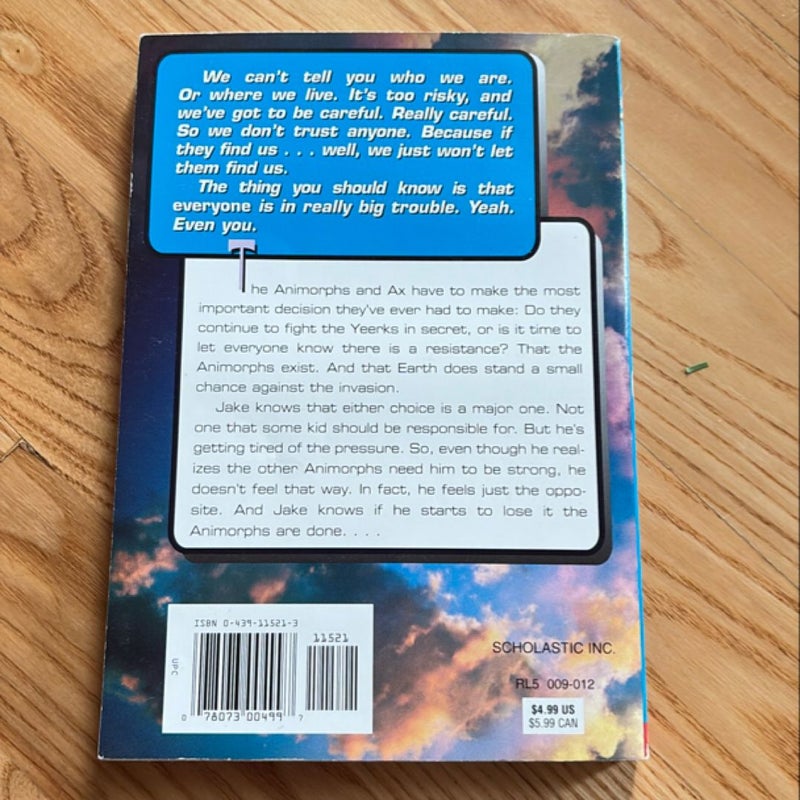 We can't tell you who we are.
Or where we live. It's too risky, and
we've got to be careful. Really careful.
So we don't trust anyone. Because if
they find us . . . well, we just won't let
them find us.
The thing you should know is that
everyone is in really big trouble. Yeah.
Even you.
The Animorphs and Ax have to make the most
important decision they've ever had to make: Do they
continue to fight the Yeerks in secret, or is it time to
let everyone know there is a resistance? That the
Animorphs exist. And that Earth does stand a small
chance against the invasion.
Jake knows that either choice is a major one. Not
one that some kid should be responsible for. But he's
getting tired of the pressure. So, even though he real-
izes the other Animorphs need him to be strong, he
doesn't feel that way. In fact, he feels just the oppo-
site. And Jake knows if he starts to lose it the
Animorphs are done. . . .
ISBN 0-439-11521-3
11521
UPC
0 78073 00499 7
SCHOLASTIC INC.
RL5 009-012
$4.99 US
$5.99 CAN